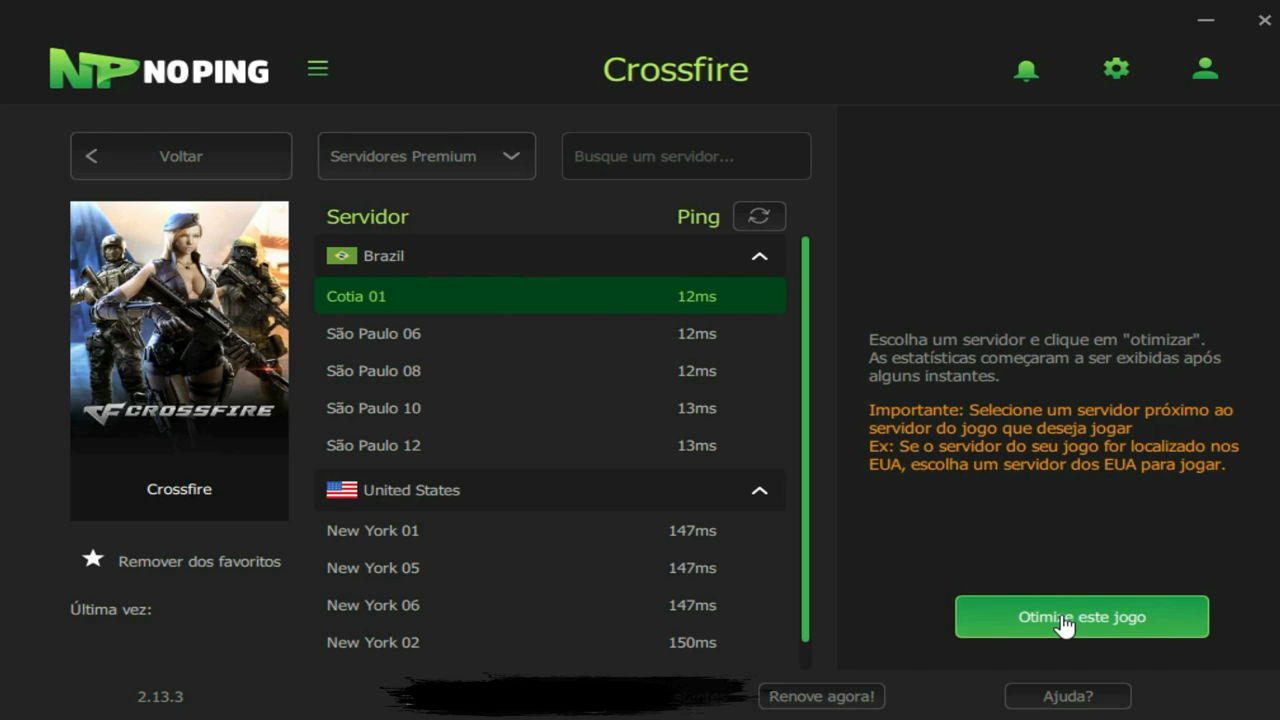 NP NOPING
Crossfire
Voltar
Servidores Premium
Busque um servidor...
CROSSFIRE
Crossfire
Remover dos favoritos
Última vez:
Servidor Ping
Brazil
Cotia 01 12ms
São Paulo 06 12ms
São Paulo 08 12ms
São Paulo 10 13ms
São Paulo 12 13ms
United States
New York 01 147ms
New York 05 147ms
New York 06 147ms
New York 02 150ms
Escolha um servidor e clique em "otimizar".
As estatísticas começaram a ser exibidas após
alguns instantes.
Importante: Selecione um servidor próximo ao
servidor do jogo que deseja jogar
Ex: Se o servidor do seu jogo for localizado nos
EUA, escolha um servidor dos EUA para jogar.
Otimize este jogo
2.13.3
Renove agora!
Ajuda?